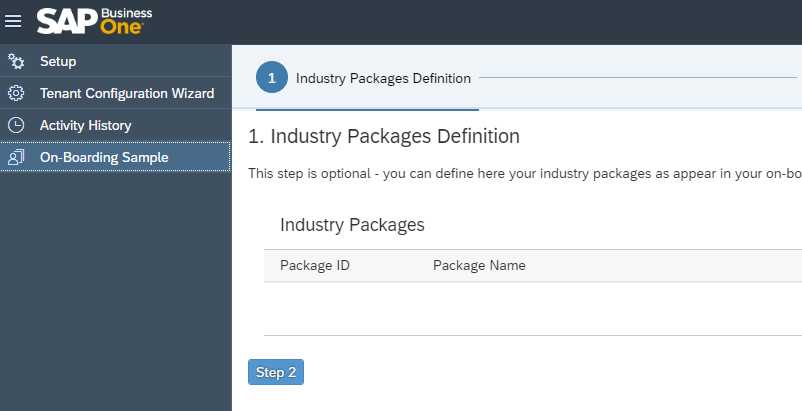 SAP Business One
Setup
Tenant Configuration Wizard
Activity History
On-Boarding Sample
1 Industry Packages Definition
1. Industry Packages Definition
This step is optional - you can define here your industry packages as appear in your on-bo
Industry Packages
Package ID Package Name
Step 2